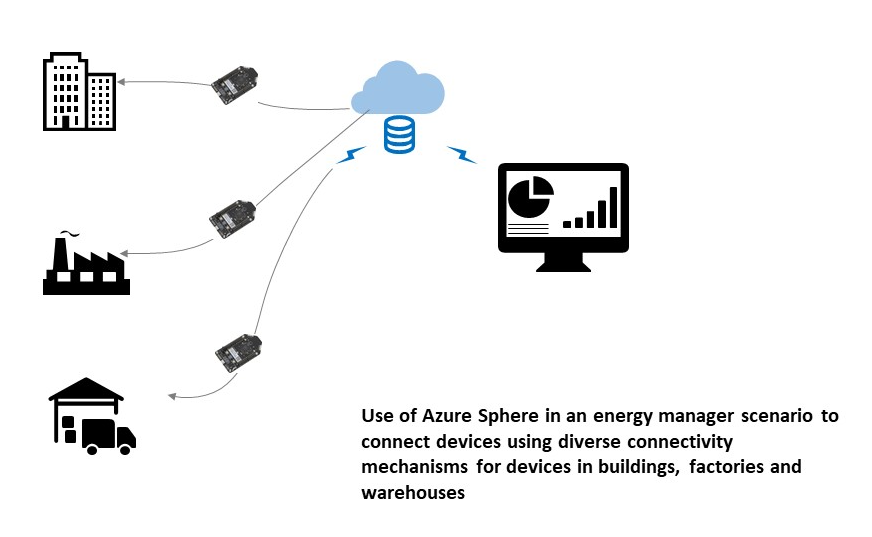 Use of Azure Sphere in an energy manager scenario to
connect devices using diverse connectivity
mechanisms for devices in buildings, factories and
warehouses